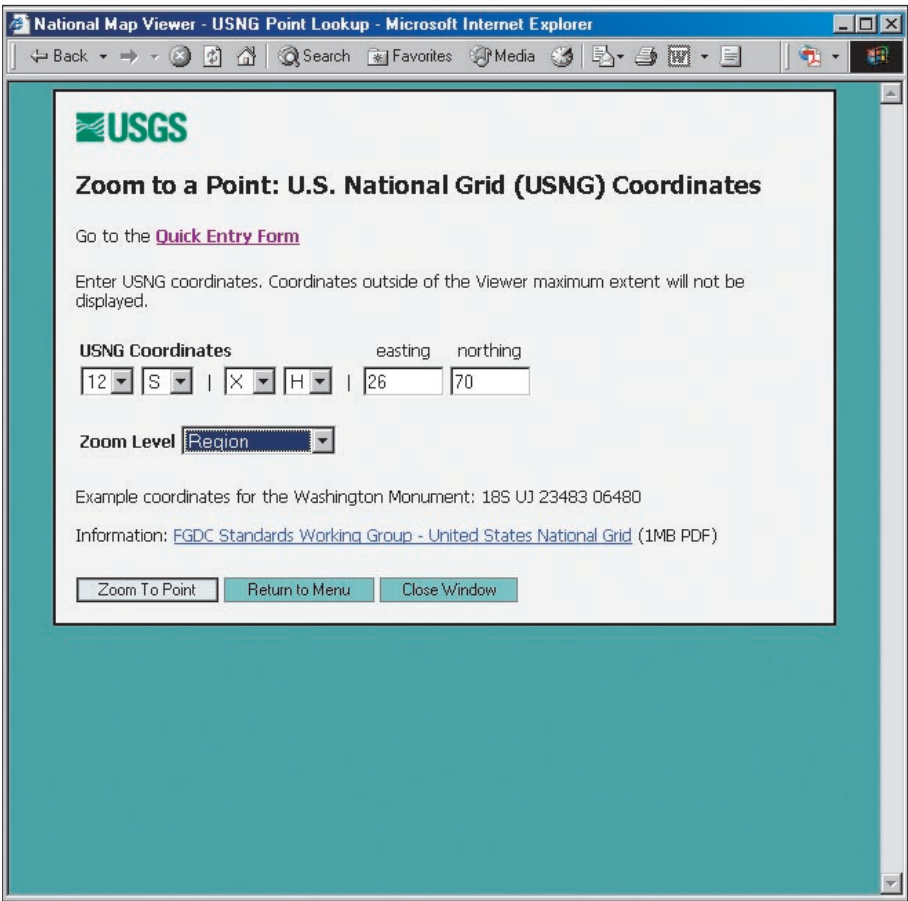 National Map Viewer - USNG Point Lookup - Microsoft Internet Explorer
Back Search Favorites Media
USGS
Zoom to a Point: U.S. National Grid (USNG) Coordinates
Go to the Quick Entry Form
Enter USNG coordinates. Coordinates outside of the Viewer maximum extent will not be
displayed.
USNG Coordinates easting northing
12 S | X H | 26 70
Zoom Level Region
Example coordinates for the Washington Monument: 18S UJ 23483 06480
Information: FGDC Standards Working Group - United States National Grid (1MB PDF)
Zoom To Point Return to Menu Close Window